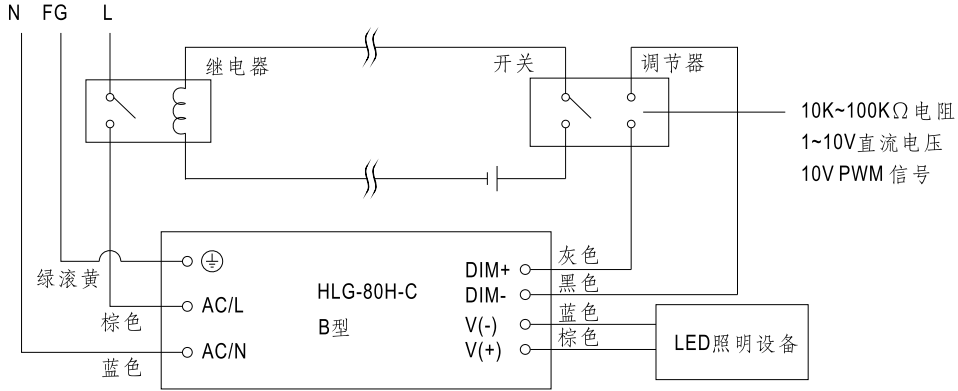 N FG L
继电器
开关
调节器
10K~100KΩ电阻
1~10V直流电压
10V PWM 信号
绿滚黄
棕色
蓝色
AC/L
AC/N
HLG-80H-C
B型
DIM+
DIM-
V(-)
V(+)
灰色
黑色
蓝色
棕色
LED照明设备